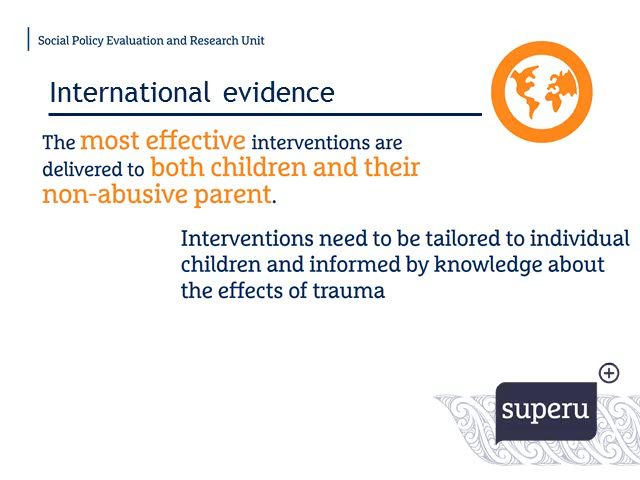 Social Policy Evaluation and Research Unit
International evidence
The most effective interventions are
delivered to both children and their
non-abusive parent.
Interventions need to be tailored to individual
children and informed by knowledge about
the effects of trauma
superu